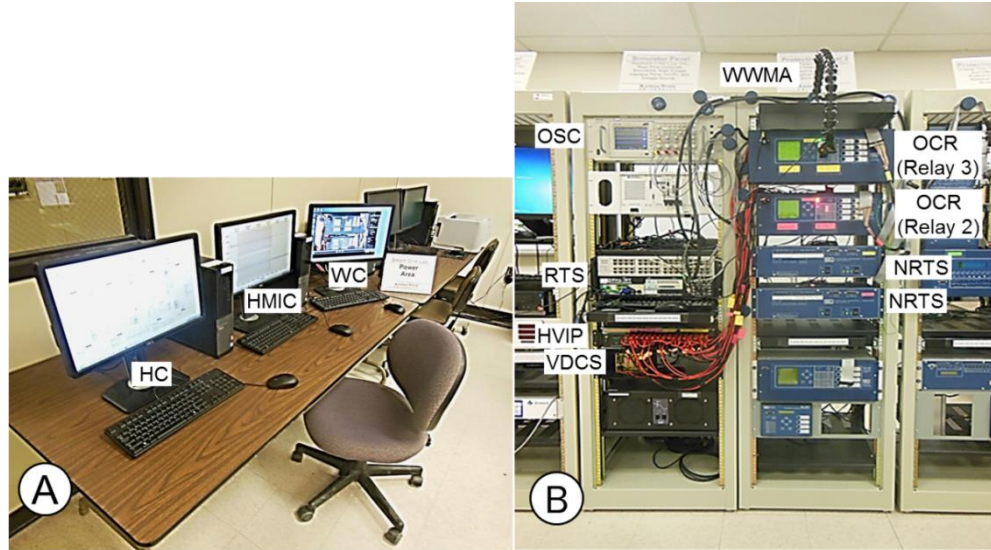 HC
HMIC
WC
Power
Area
A
WWMA
OSC
OCR
(Relay 3)
OCR
(Relay 2)
RTS
NRTS
NRTS
HVIP
VDCS
B